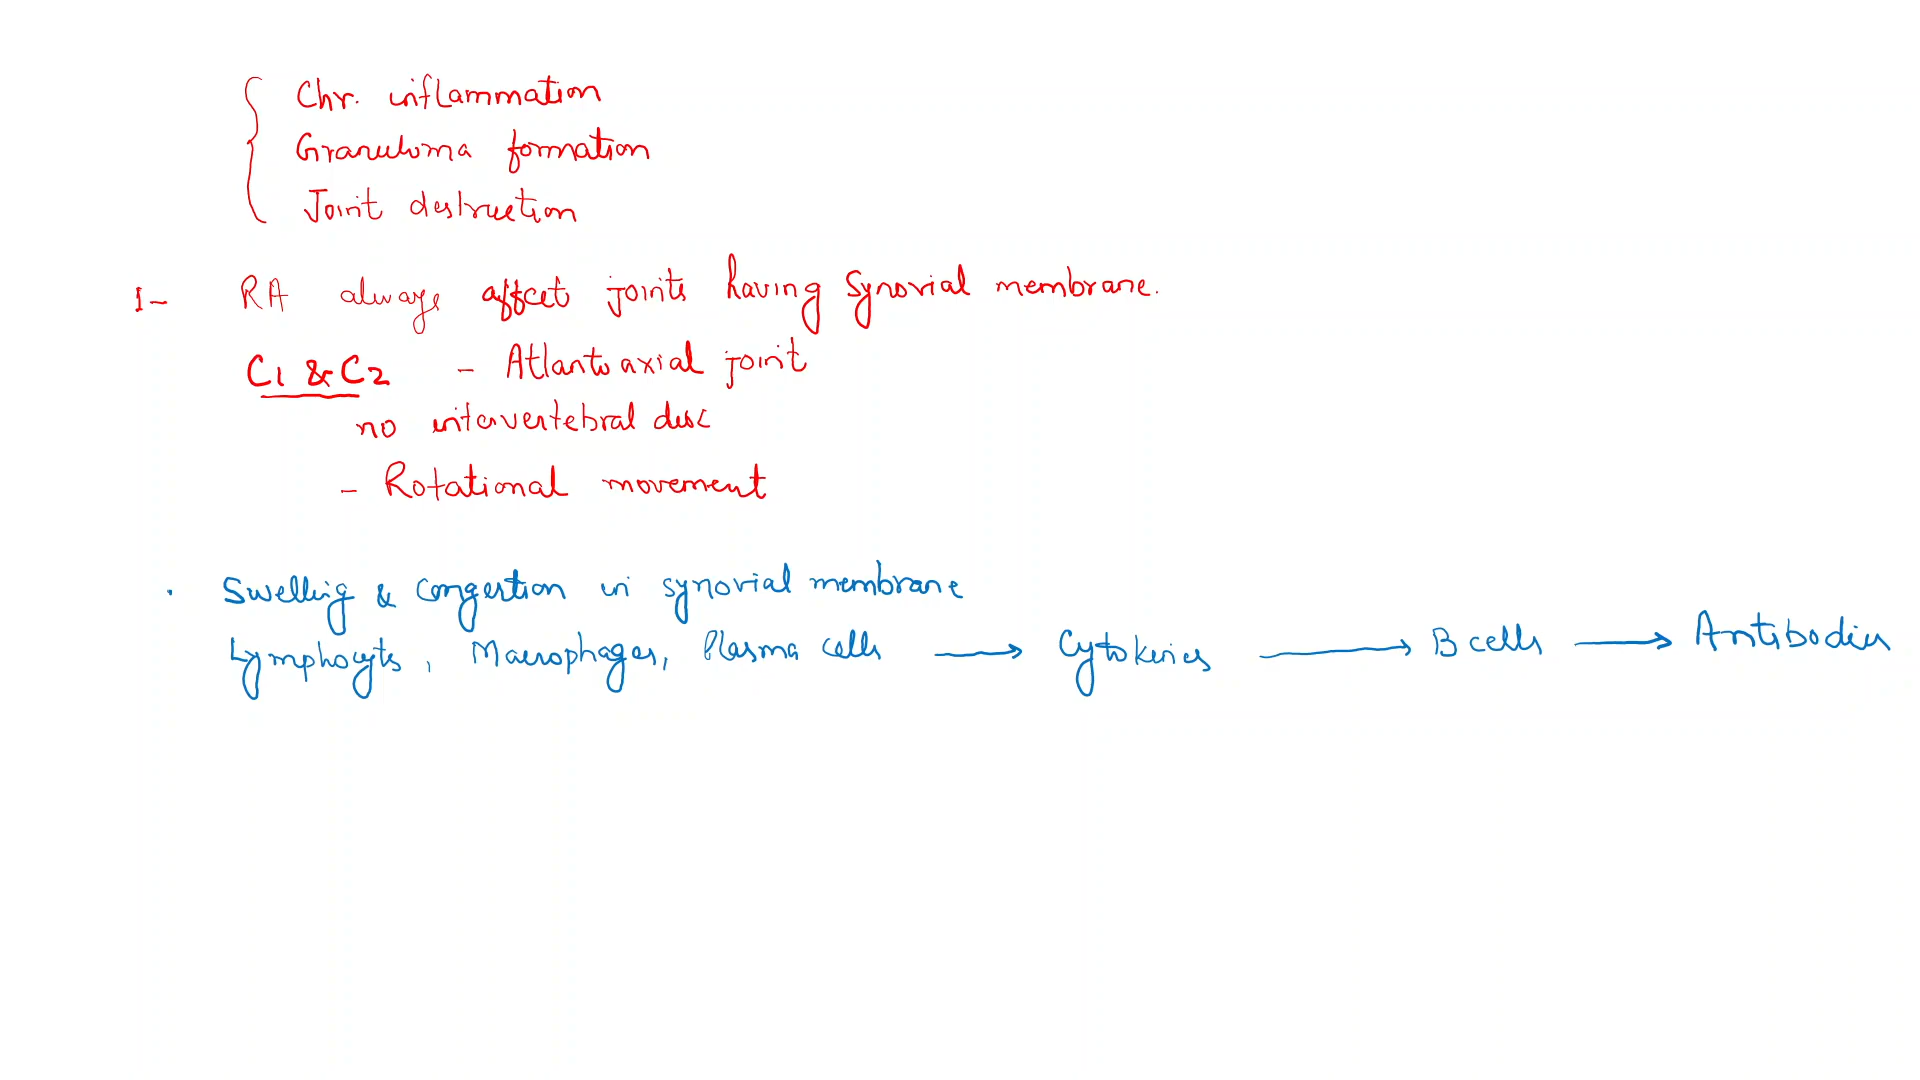 Chr. inflammation
Granuloma formation
Joint destruction
1- RA always affect joints having Synovial membrane.
C1 & C2 - Atlanto axial joint
no intervertebral disc
- Rotational movement
. Swelling & congestion in synovial membrane
Lymphocyts, Macrophages, Plasma cells → Cytokines → B cells → Antibodies